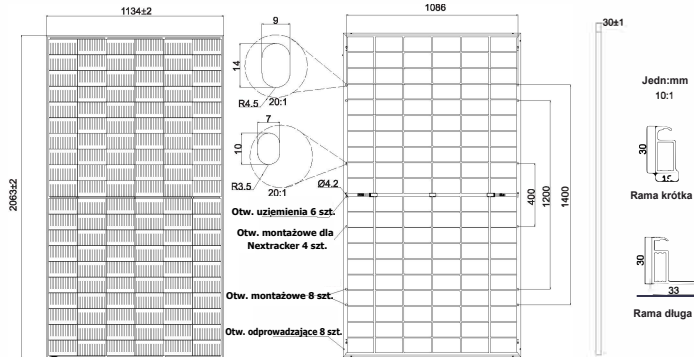 1134±2
2063±2
9
14
R4.5
20:1
7
10
R3.5
20:1
Ø4.2
Otw. uziemienia 6 szt.
Otw. montażowe dla
Nextracker 4 szt.
Otw. montażowe 8 szt.
Otw. odprowadzające 8 szt.
1086
400
1200
1400
30±1
Jedn:mm
10:1
30
15
Rama krótka
30
33
Rama długa